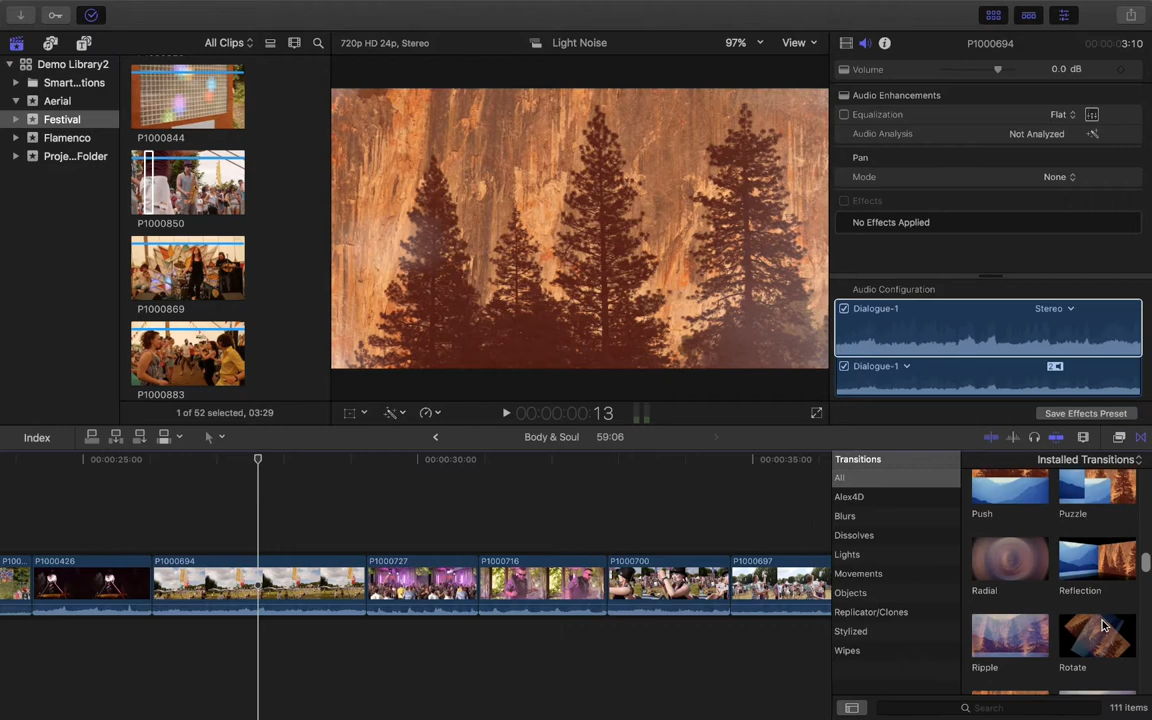 All Clips
720p HD 24p, Stereo
Light Noise
97%
View
P1000694
00:00:03:10
Demo Library2
Smart...tions
Aerial
Festival
Flamenco
Proje...Folder
P1000844
P1000850
P1000869
P1000883
1 of 52 selected, 03:29
00:00:00:13
Volume
0.0 dB
Audio Enhancements
Equalization
Flat
Audio Analysis
Not Analyzed
Pan
Mode
None
Effects
No Effects Applied
Audio Configuration
Dialogue-1
Stereo
Dialogue-1
2
Save Effects Preset
Index
Body & Soul
59:06
00:00:25:00
00:00:30:00
00:00:35:00
P100...
P1000426
P1000694
P1000727
P1000716
P1000700
P1000697
Transitions
Installed Transitions
All
Alex4D
Blurs
Dissolves
Lights
Movements
Objects
Replicator/Clones
Stylized
Wipes
Push
Puzzle
Radial
Reflection
Ripple
Rotate
Search
111 items